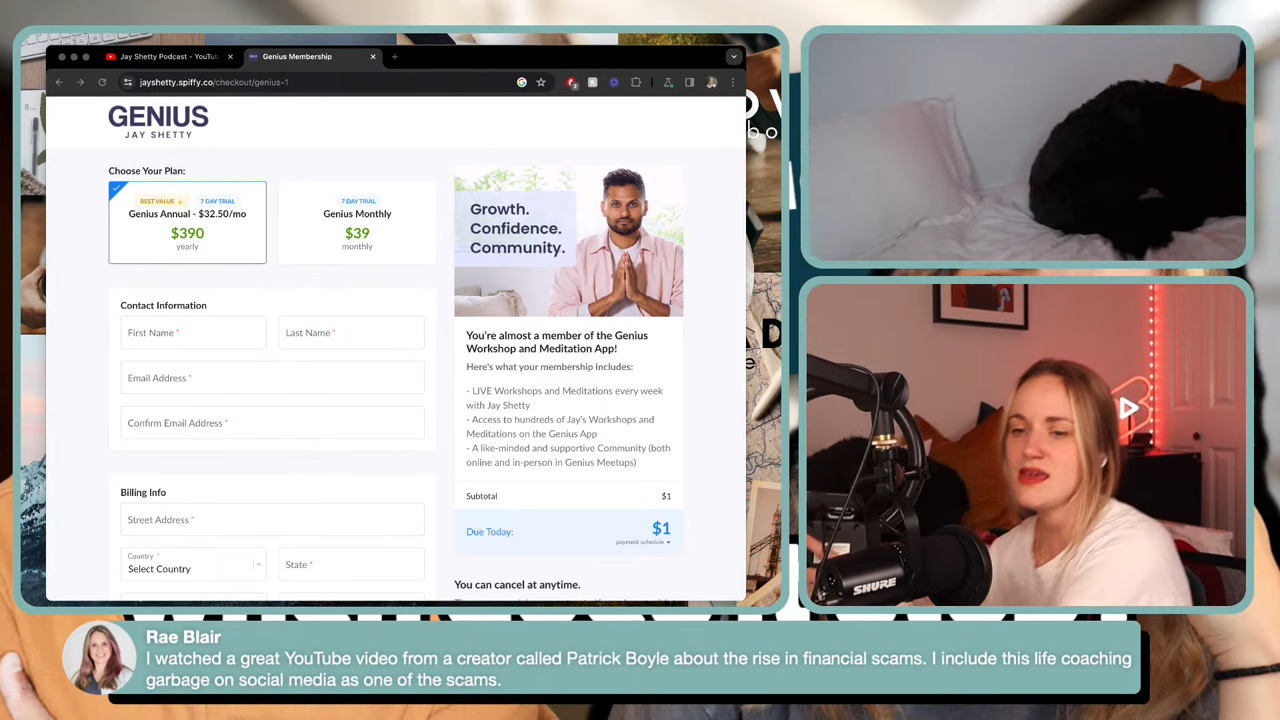 Jay Shetty Podcast - YouTub
Genius Membership
jayshetty.spiffy.co/checkout/genius-1
GENIUS
JAY SHETTY
Choose Your Plan:
BEST VALUE
7 DAY TRIAL
Genius Annual - $32.50/mo
$390
yearly
7 DAY TRIAL
Genius Monthly
$39
monthly
Contact Information
First Name *
Last Name *
Email Address *
Confirm Email Address *
Billing Info
Street Address *
Country *
Select Country
State *
Growth.
Confidence.
Community.
You're almost a member of the Genius
Workshop and Meditation App!
Here's what your membership includes:
- LIVE Workshops and Meditations every week
with Jay Shetty
- Access to hundreds of Jay's Workshops and
Meditations on the Genius App
- A like-minded and supportive Community (both
online and in-person in Genius Meetups)
Subtotal $1
Due Today: $1
payment schedule
You can cancel at anytime.
SHURE
Rae Blair
I watched a great YouTube video from a creator called Patrick Boyle about the rise in financial scams. I include this life coaching
garbage on social media as one of the scams.